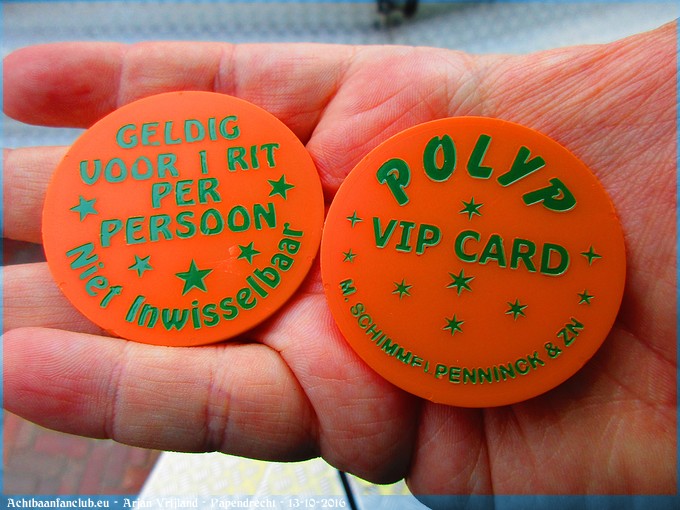 GELDIG
VOOR 1 RIT
PER
PERSOON
Niet Inwisselbaar
POLYP
VIP CARD
M. SCHIMMELPENNINCK & ZN
Achtbaanfanclub.eu - Arjan Vrijland - Papendrecht - 13-10-2016